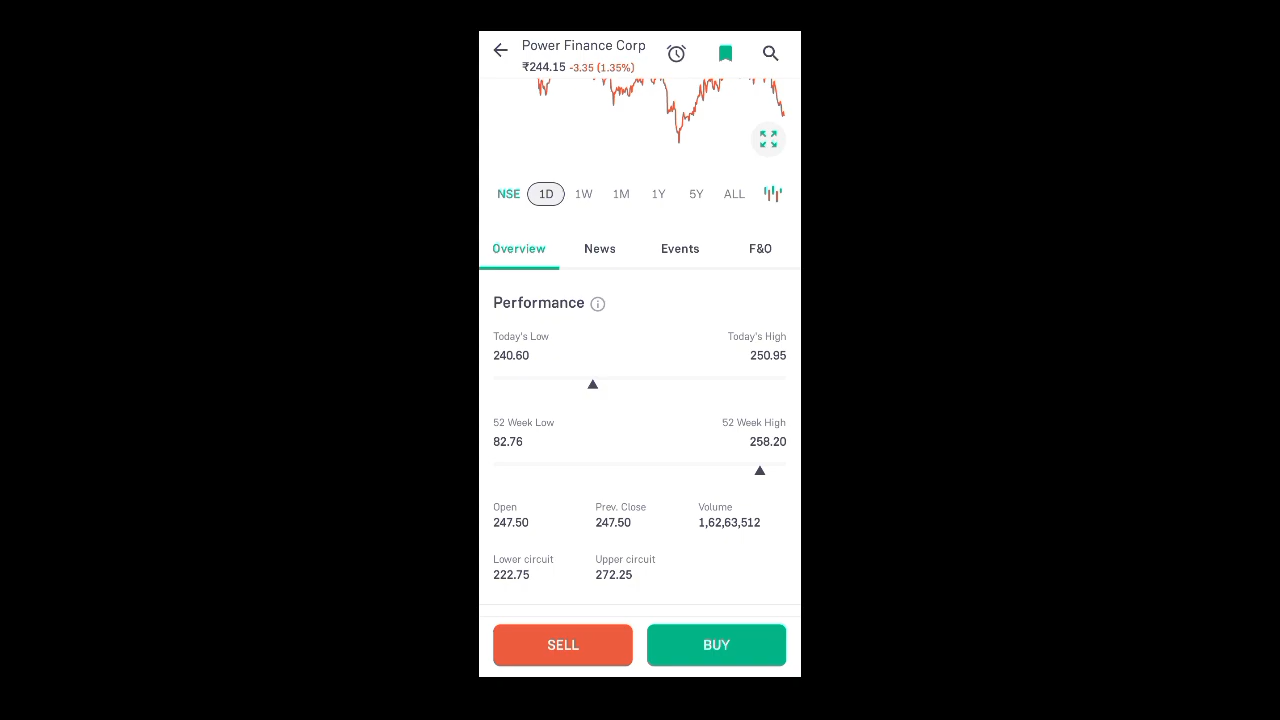 Power Finance Corp
₹244.15 -3.35 (1.35%)
NSE 1D 1W 1M 1Y 5Y ALL
Overview News Events F&O
Performance
Today's Low Today's High
240.60 250.95
52 Week Low 52 Week High
82.76 258.20
Open Prev. Close Volume
247.50 247.50 1,62,63,512
Lower circuit Upper circuit
222.75 272.25
SELL BUY